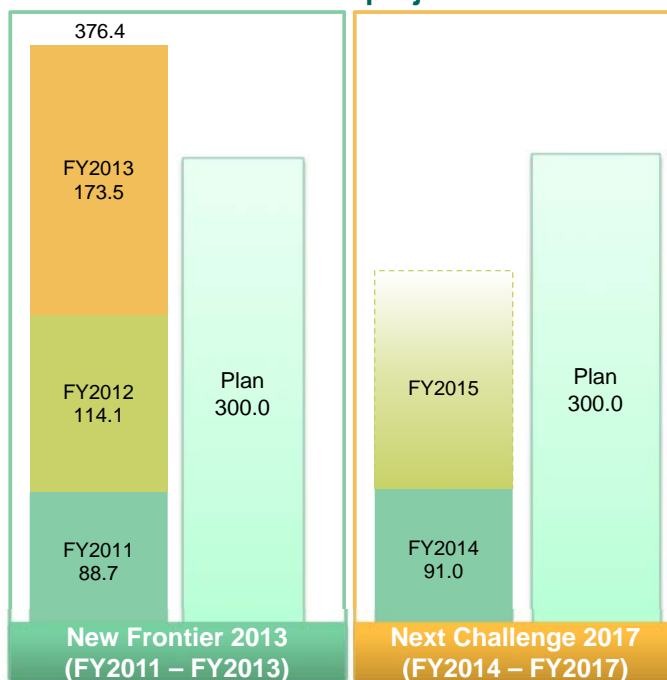 376.4
FY2013
173.5
FY2012
114.1
FY2011
88.7
Plan
300.0
New Frontier 2013
(FY2011 – FY2013)
FY2015
FY2014
91.0
Plan
300.0
Next Challenge 2017
(FY2014 – FY2017)